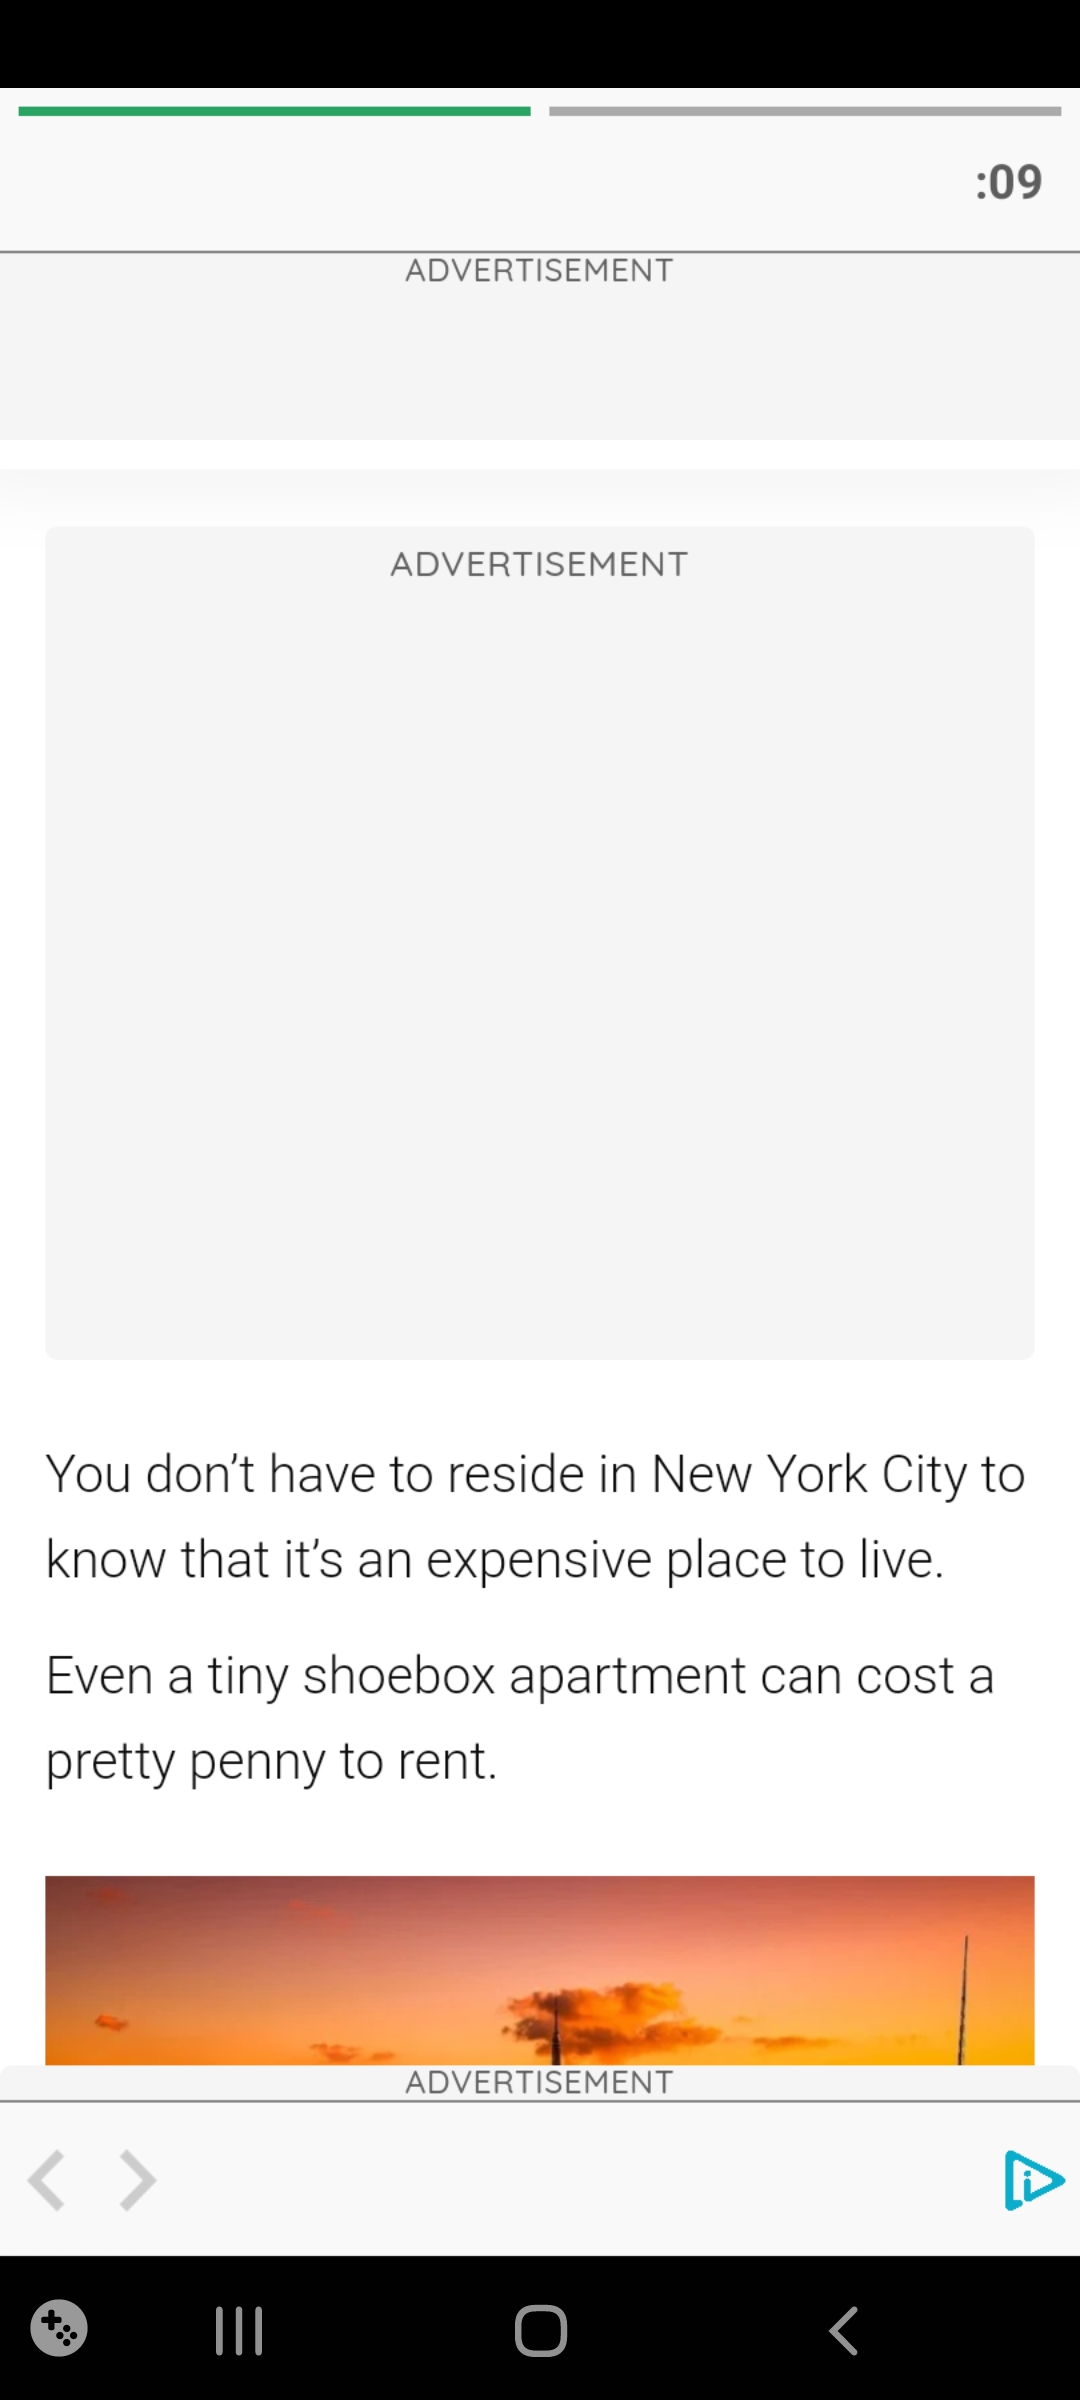 :09
ADVERTISEMENT
ADVERTISEMENT
You don’t have to reside in New York City to
know that it’s an expensive place to live.
Even a tiny shoebox apartment can cost a
pretty penny to rent.
ADVERTISEMENT